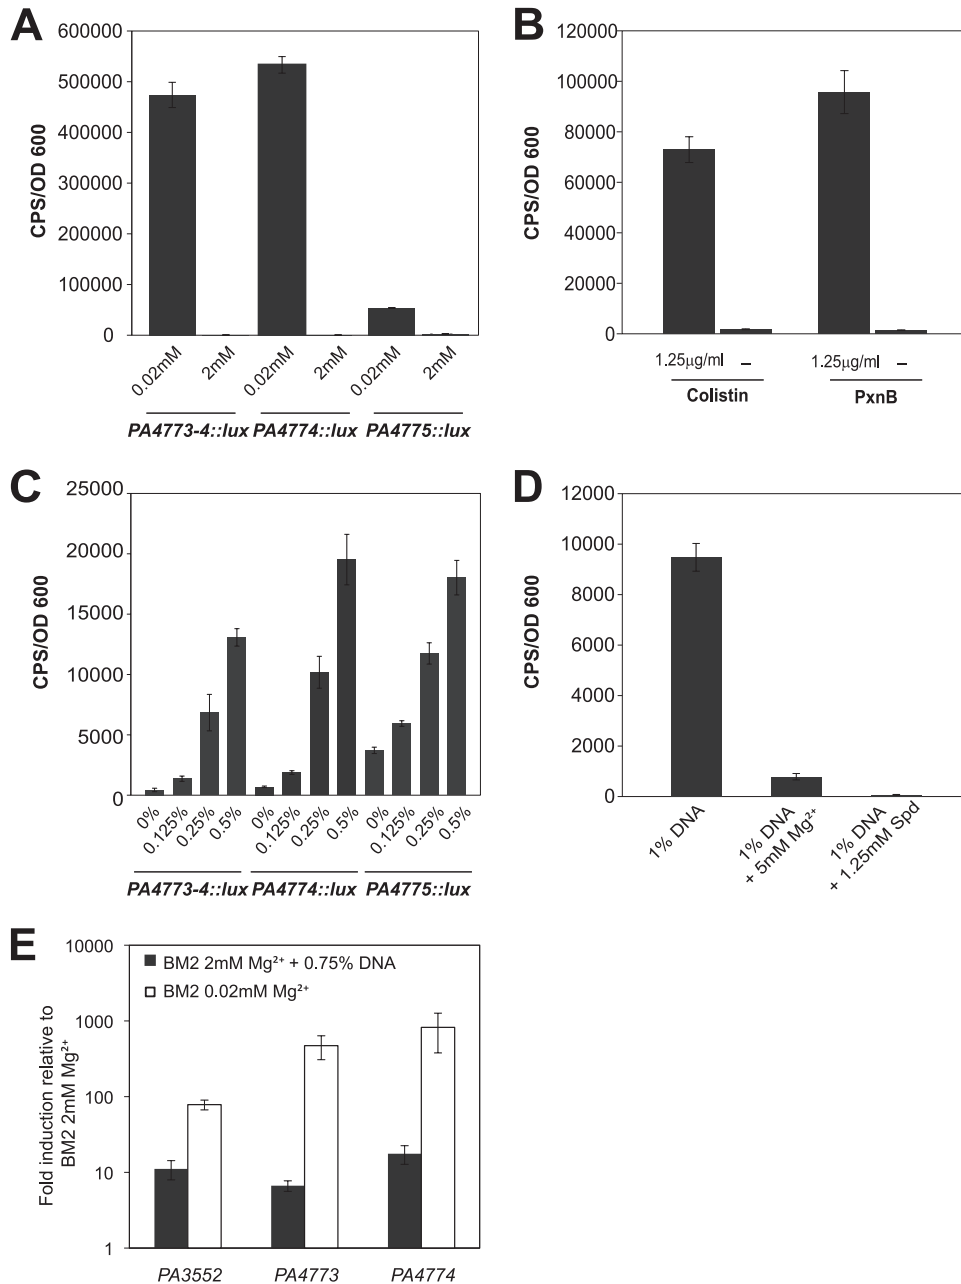 A
600000
500000
400000
300000
200000
100000
0
CPS/OD 600
0.02mM 2mM 0.02mM 2mM 0.02mM 2mM
PA4773-4::lux PA4774::lux PA4775::lux
B
120000
100000
80000
60000
40000
20000
0
CPS/OD 600
1.25µg/ml – 1.25µg/ml –
Colistin PxnB
C
25000
20000
15000
10000
5000
0
CPS/OD 600
0% 0.125% 0.25% 0.5% 0% 0.125% 0.25% 0.5% 0% 0.125% 0.25% 0.5%
PA4773-4::lux PA4774::lux PA4775::lux
D
12000
10000
8000
6000
4000
2000
0
CPS/OD 600
1% DNA
1% DNA
+ 5mM Mg²⁺
1% DNA
+ 1.25mM Spd
E
10000
1000
100
10
1
Fold induction relative to
BM2 2mM Mg²⁺
BM2 2mM Mg²⁺ + 0.75% DNA
BM2 0.02mM Mg²⁺
PA3552 PA4773 PA4774